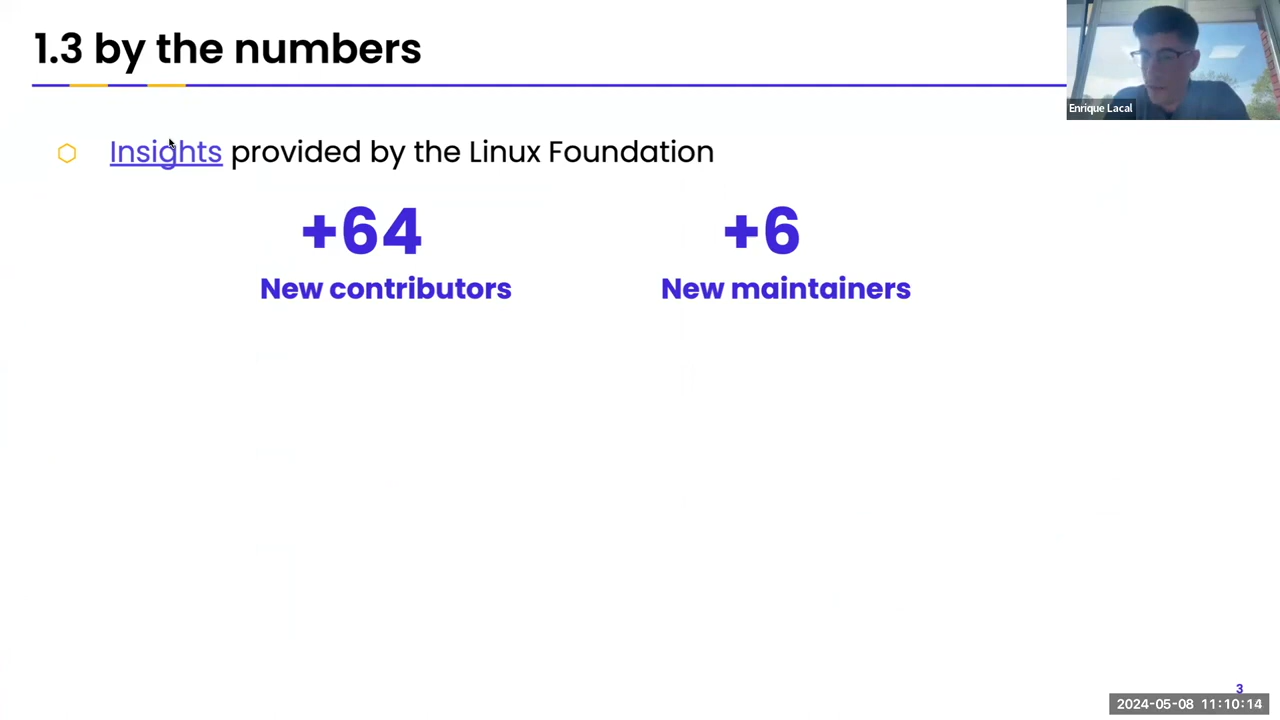 1.3 by the numbers
Enrique Lacal
Insights provided by the Linux Foundation
+64
+6
New contributors
New maintainers
3
2024-05-08 11:10:14